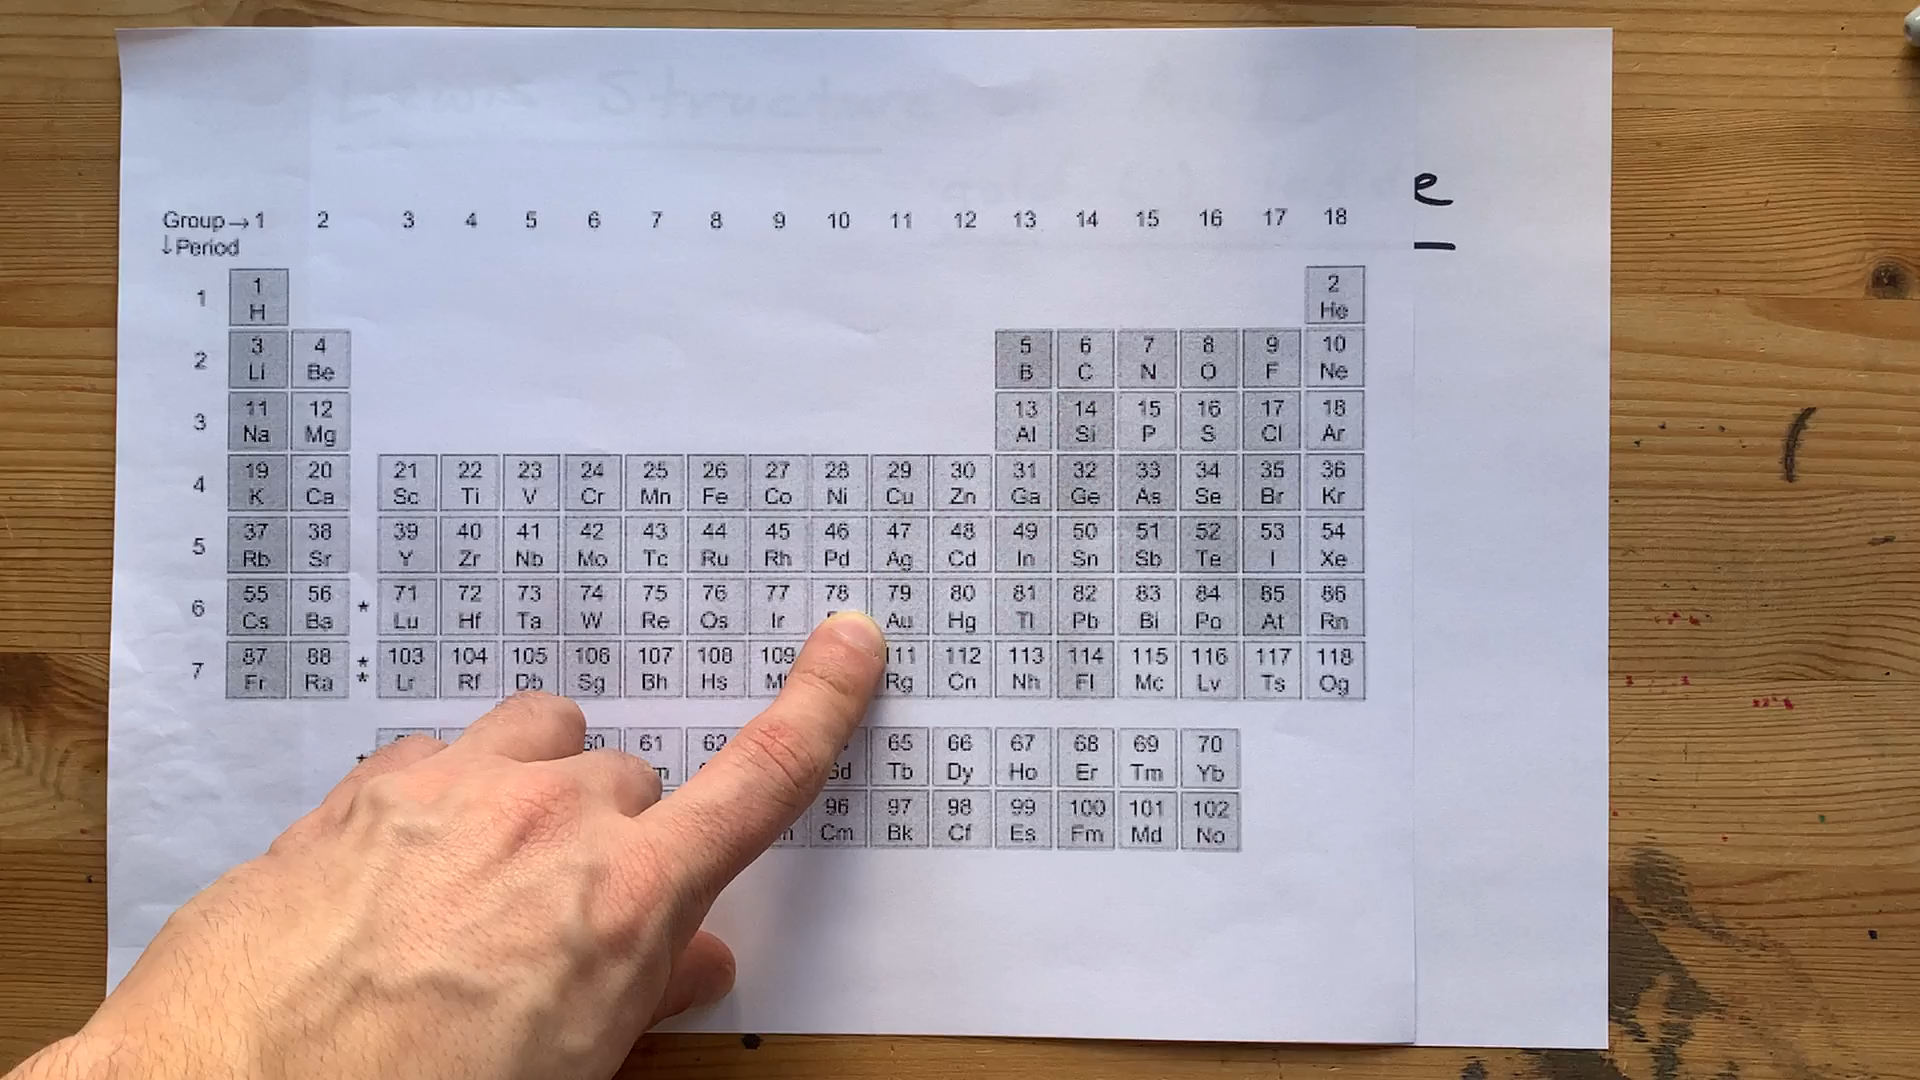 Lewis Structure of
e
Group→ 1 2 3 4 5 6 7 8 9 10 11 12 13 14 15 16 17 18
↓Period
1 1 H 2 He
2 3 Li 4 Be 5 B 6 C 7 N 8 O 9 F 10 Ne
3 11 Na 12 Mg 13 Al 14 Si 15 P 16 S 17 Cl 18 Ar
4 19 K 20 Ca 21 Sc 22 Ti 23 V 24 Cr 25 Mn 26 Fe 27 Co 28 Ni 29 Cu 30 Zn 31 Ga 32 Ge 33 As 34 Se 35 Br 36 Kr
5 37 Rb 38 Sr 39 Y 40 Zr 41 Nb 42 Mo 43 Tc 44 Ru 45 Rh 46 Pd 47 Ag 48 Cd 49 In 50 Sn 51 Sb 52 Te 53 I 54 Xe
6 55 Cs 56 Ba * 71 Lu 72 Hf 73 Ta 74 W 75 Re 76 Os 77 Ir 78 79 Au 80 Hg 81 Tl 82 Pb 83 Bi 84 Po 85 At 86 Rn
7 87 Fr 88 Ra * * 103 Lr 104 Rf 105 Db 106 Sg 107 Bh 108 Hs 109 111 Rg 112 Cn 113 Nh 114 Fl 115 Mc 116 Lv 117 Ts 118 Og
* 60 61 62 65 Tb 66 Dy 67 Ho 68 Er 69 Tm 70 Yb
96 Cm 97 Bk 98 Cf 99 Es 100 Fm 101 Md 102 No